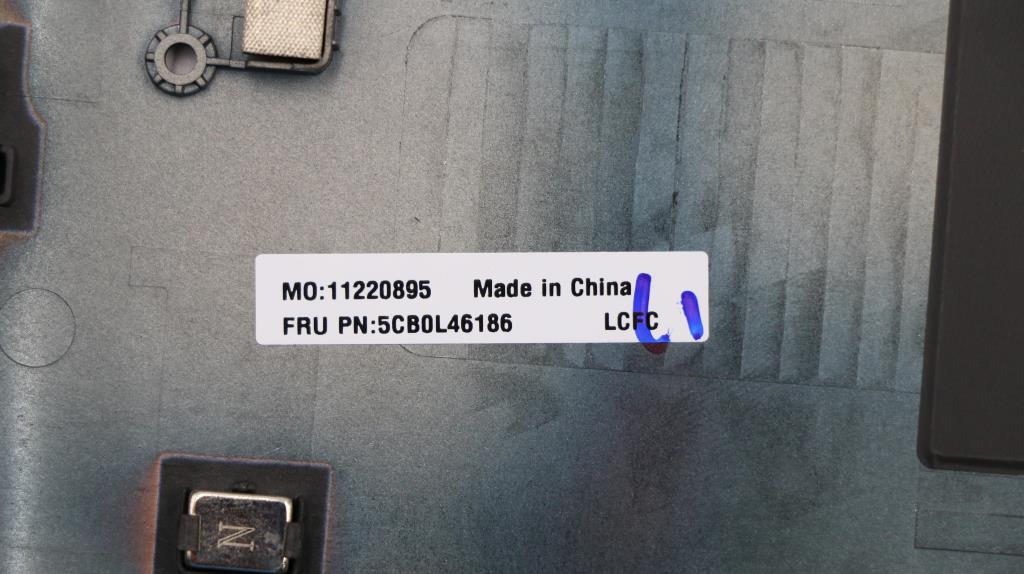 MO:11220895 Made in China
FRU PN:5CB0L46186 LCFC
N